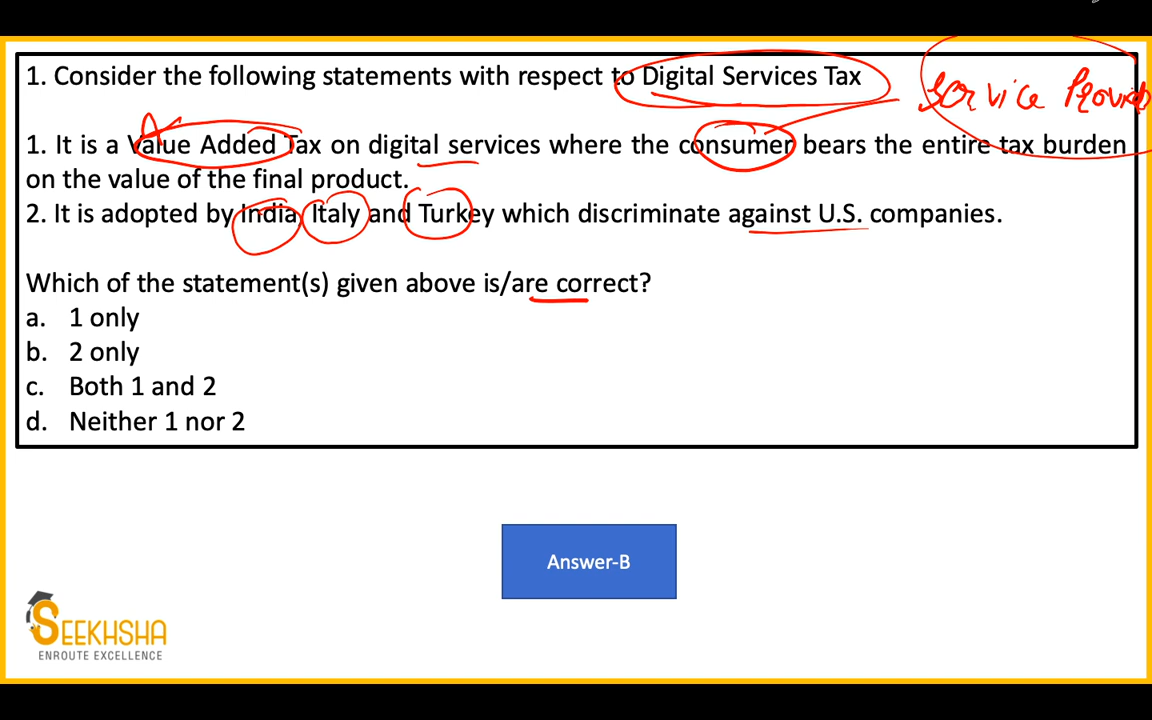 1. Consider the following statements with respect to Digital Services Tax
Service Provid
1. It is a Value Added Tax on digital services where the consumer bears the entire tax burden
on the value of the final product.
2. It is adopted by India, Italy and Turkey which discriminate against U.S. companies.
Which of the statement(s) given above is/are correct?
a. 1 only
b. 2 only
c. Both 1 and 2
d. Neither 1 nor 2
Answer-B
SEEKHSHA
ENROUTE EXCELLENCE